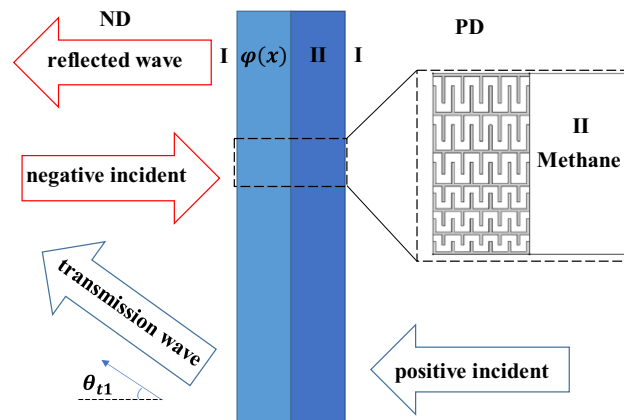 ND
PD
reflected wave
I
φ(x)
II
I
II
Methane
negative incident
transmission wave
θt1
positive incident